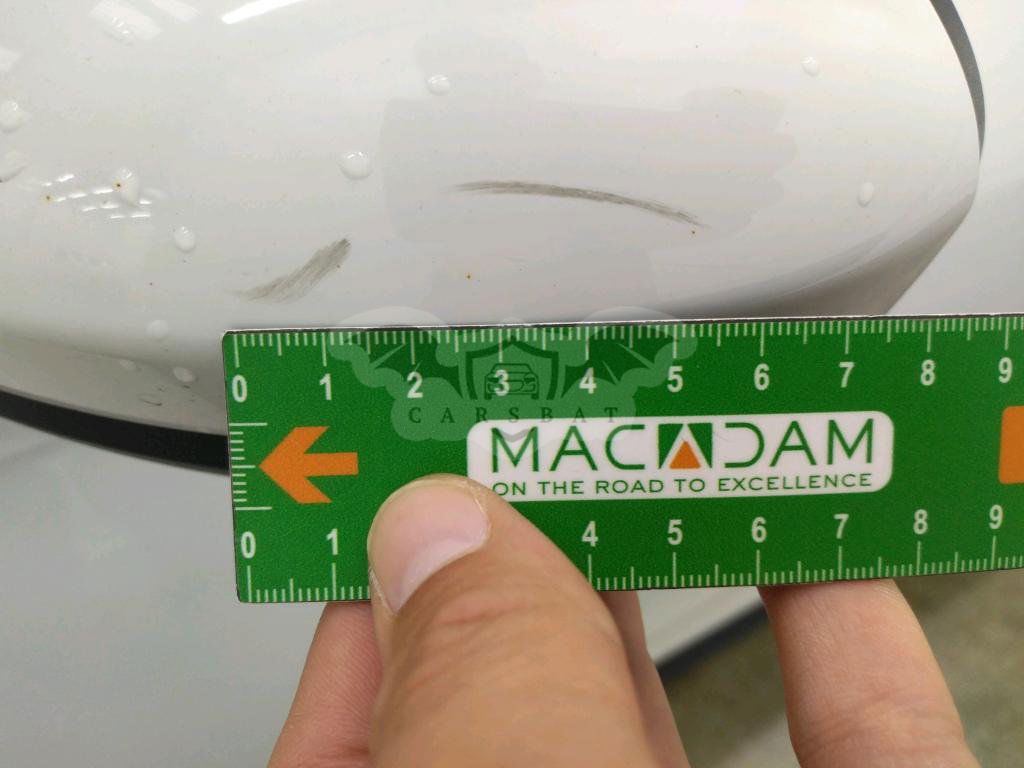 0 1 2 3 4 5 6 7 8 9
CARSBAT
MACADAM
ON THE ROAD TO EXCELLENCE
0 1 4 5 6 7 8 9